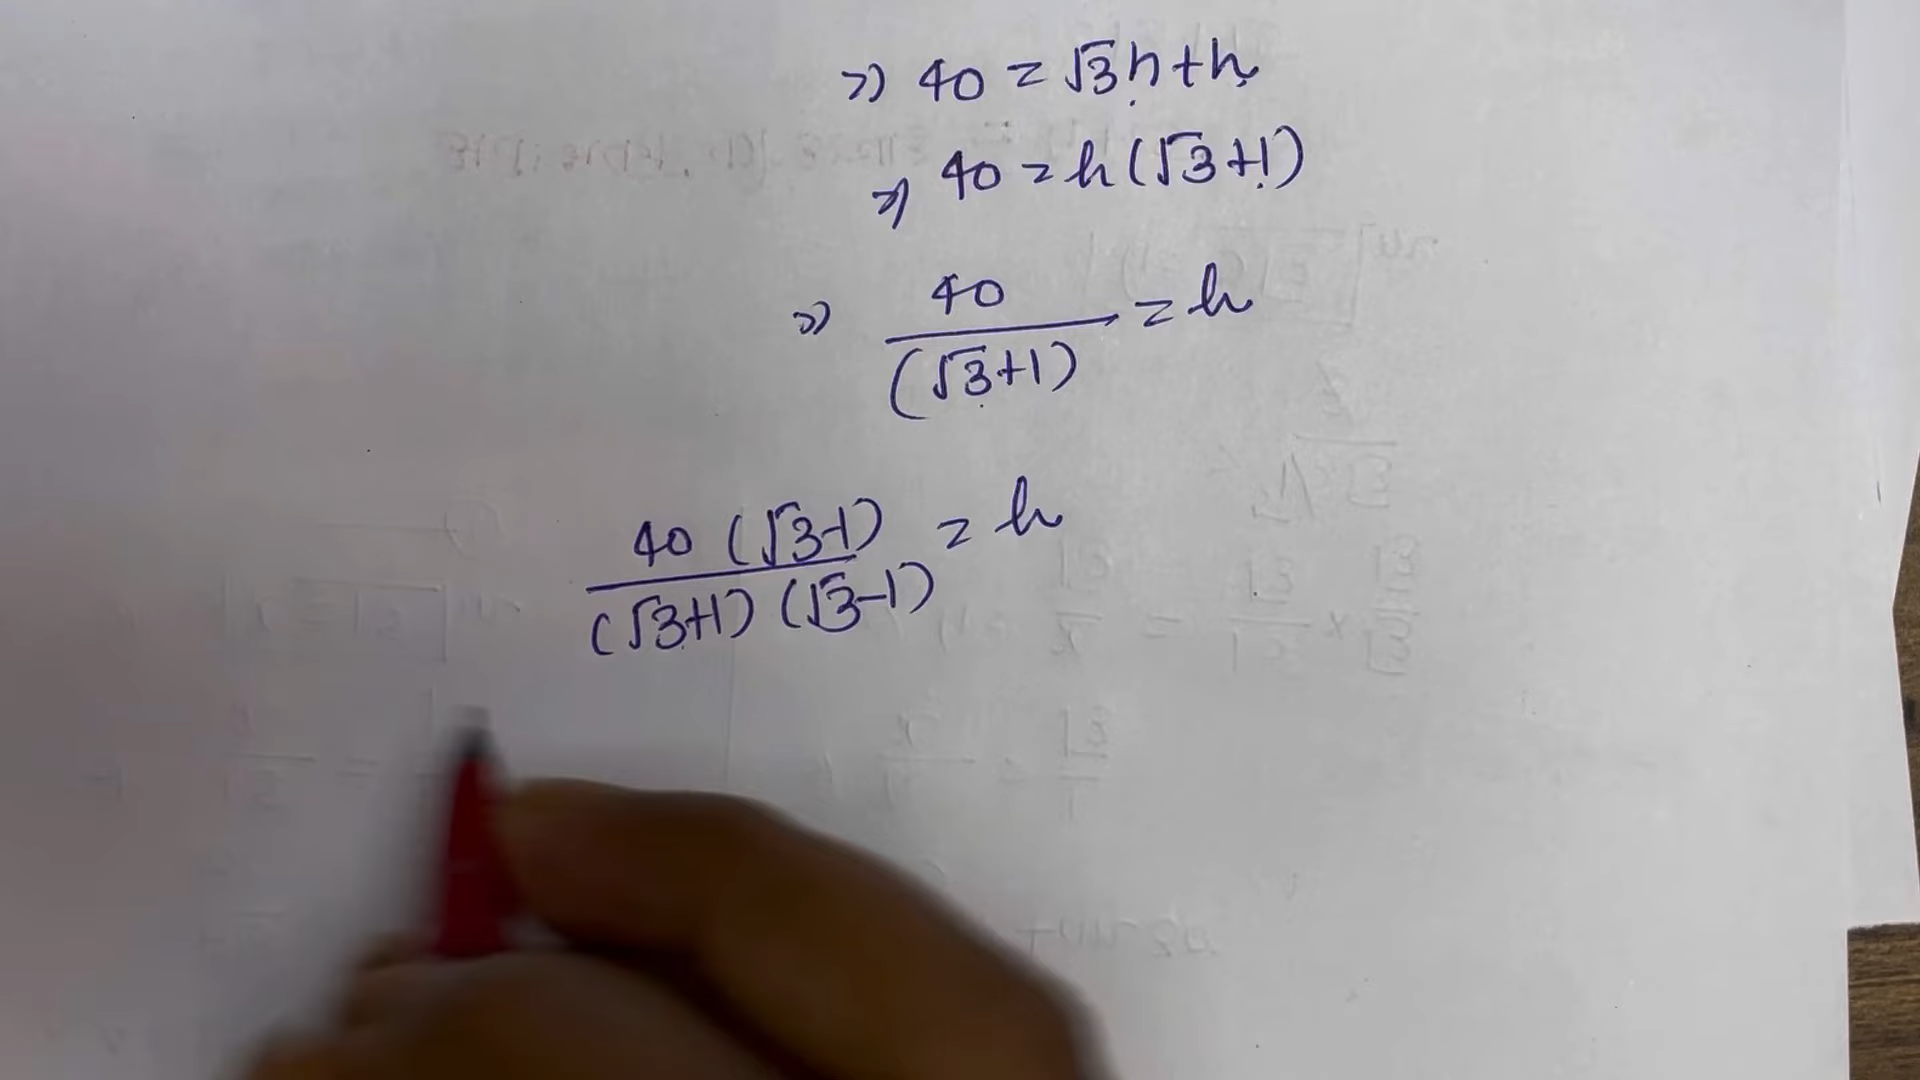 ⇒ 40 = √3h+h
⇒ 40 = h(√3+1)
⇒ 40/(√3+1) = h
40(√3-1)/(√3+1)(√3-1) = h